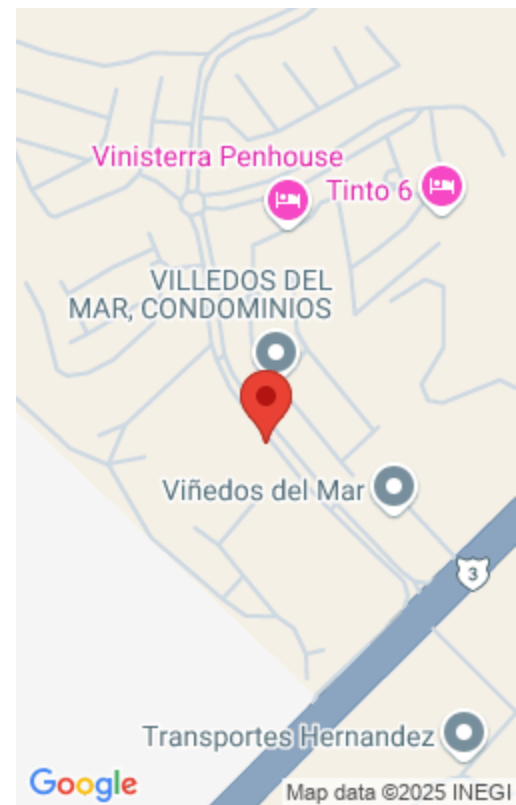 Vinisterra Penhouse
Tinto 6
VILLEDOS DEL
MAR, CONDOMINIOS
Viñedos del Mar
3
Transportes Hernandez
Google
Map data ©2025 INEGI